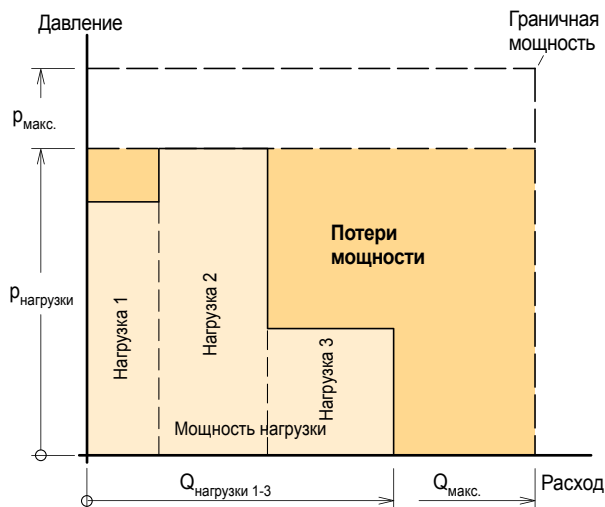 Давление
Граничная
мощность
pмакс.
Потери
мощности
pнагрузки
Нагрузка 1
Нагрузка 2
Нагрузка 3
Мощность нагрузки
Qнагрузки 1-3
Qмакс.
Расход